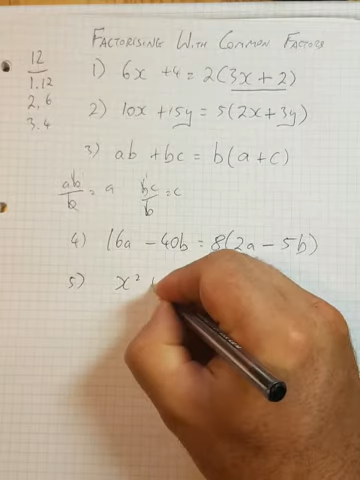 FACTORISING WITH COMMON FACTORS
12
1.12
2,6
3.4
1) 6x + 4 = 2(3x + 2)
2) 10x + 15y = 5(2x + 3y)
3) ab + bc = b(a + c)
ab/b = a bc/b = c
4) 16a - 40b = 8(2a - 5b)
5) x² +